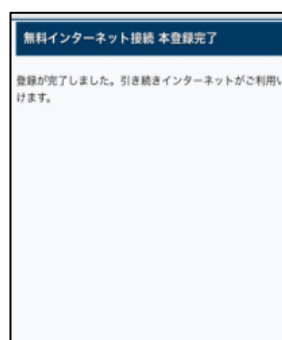 無料インターネット接続 本登録完了
登録が完了しました。引き続きインターネットがご利用い
けます。